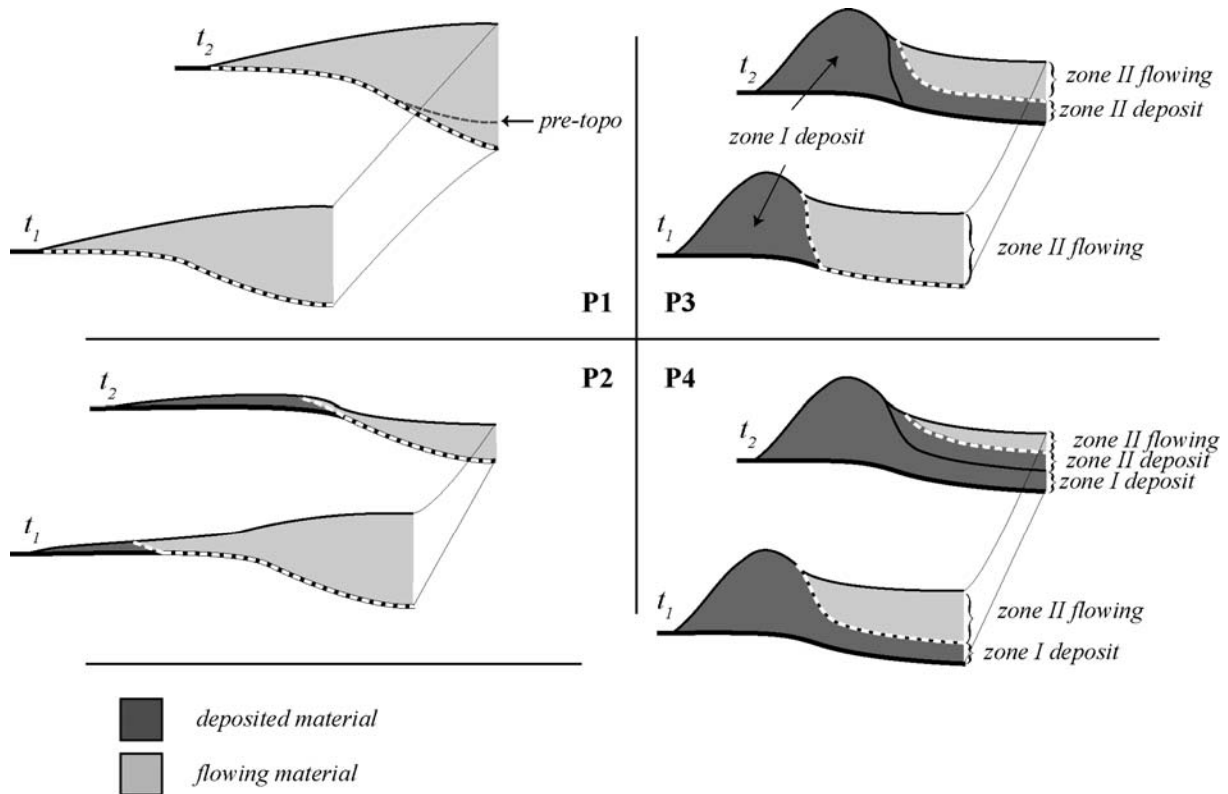 t2
pre-topo
t1
P1
t2
zone II flowing
zone II deposit
zone I deposit
t1
zone II flowing
P3
t2
P2
t1
P4
t2
zone II flowing
zone II deposit
zone I deposit
t1
zone II flowing
zone I deposit
deposited material
flowing material